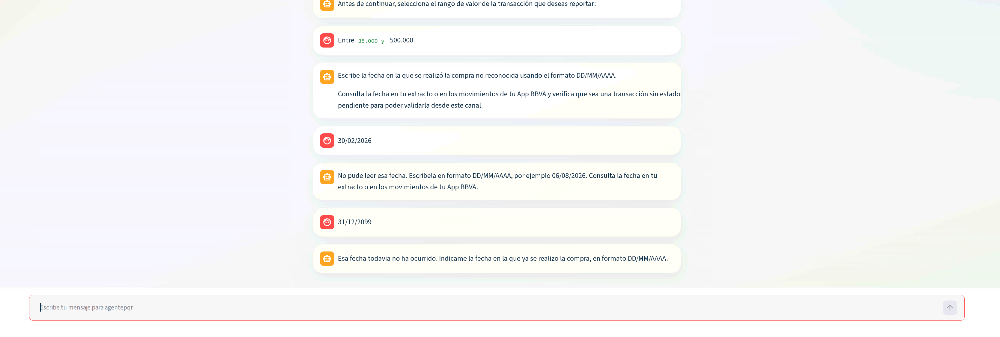 Antes de continuar, selecciona el rango de valor de la transacción que deseas reportar:
Entre 35.000 y 500.000
Escribe la fecha en la que se realizó la compra no reconocida usando el formato DD/MM/AAAA.
Consulta la fecha en tu extracto o en los movimientos de tu App BBVA y verifica que sea una transacción sin estado
pendiente para poder validarla desde este canal.
30/02/2026
No pude leer esa fecha. Escribela en formato DD/MM/AAAA, por ejemplo 06/08/2026. Consulta la fecha en tu
extracto o en los movimientos de tu App BBVA.
31/12/2099
Esa fecha todavia no ha ocurrido. Indicame la fecha en la que ya se realizo la compra, en formato DD/MM/AAAA.
Escribe tu mensaje para agentepqr